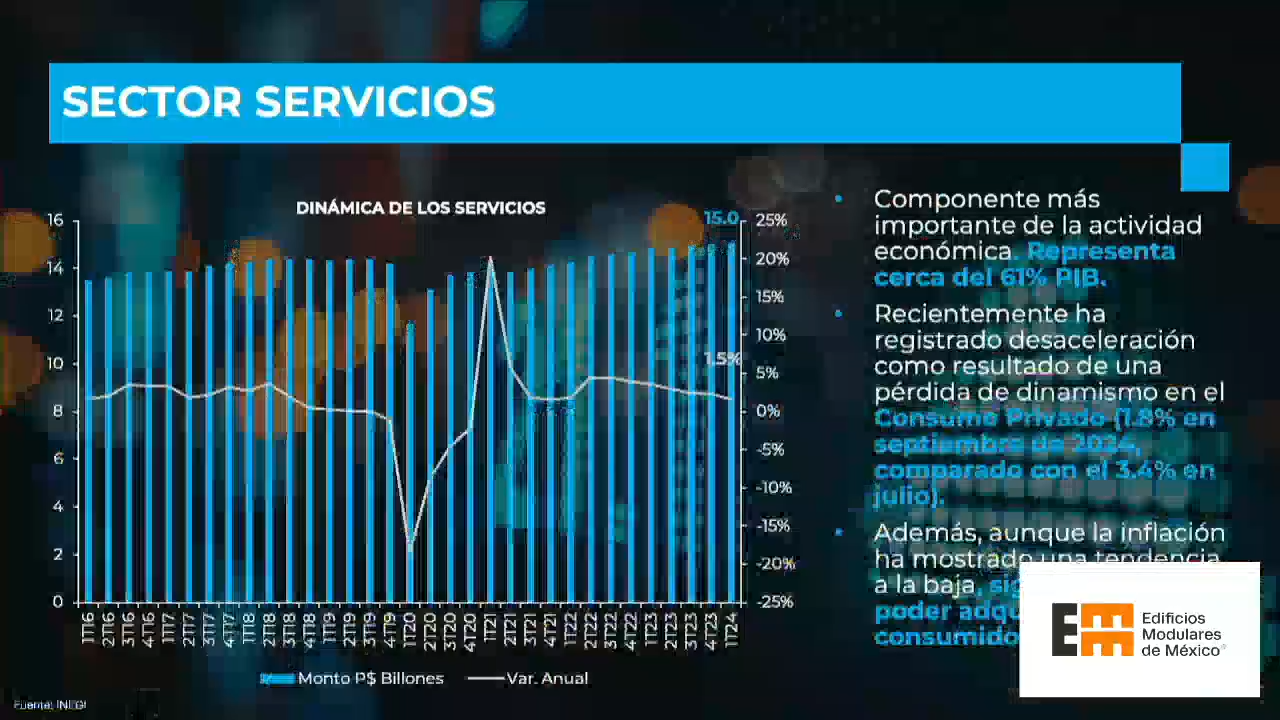 SECTOR SERVICIOS
DINÁMICA DE LOS SERVICIOS
16
14
12
10
8
6
4
2
0
15.0
1.5%
25%
20%
15%
10%
5%
0%
-5%
-10%
-15%
-20%
-25%
1T16 2T16 3T16 4T16 1T17 2T17 3T17 4T17 1T18 2T18 3T18 4T18 1T19 2T19 3T19 4T19 1T20 2T20 3T20 4T20 1T21 2T21 3T21 4T21 1T22 2T22 3T22 4T22 1T23 2T23 3T23 4T23 1T24
Monto P$ Billones
Var. Anual
Fuente: INEGI
• Componente más
importante de la actividad
económica. Representa
cerca del 61% PIB.
• Recientemente ha
registrado desaceleración
como resultado de una
pérdida de dinamismo en el
Consumo Privado (1.8% en
septiembre de 2024,
comparado con el 3.4% en
julio).
• Además, aunque la inflación
ha mostrado una tendencia
a la baja,
poder
Edificios
Modulares
de México